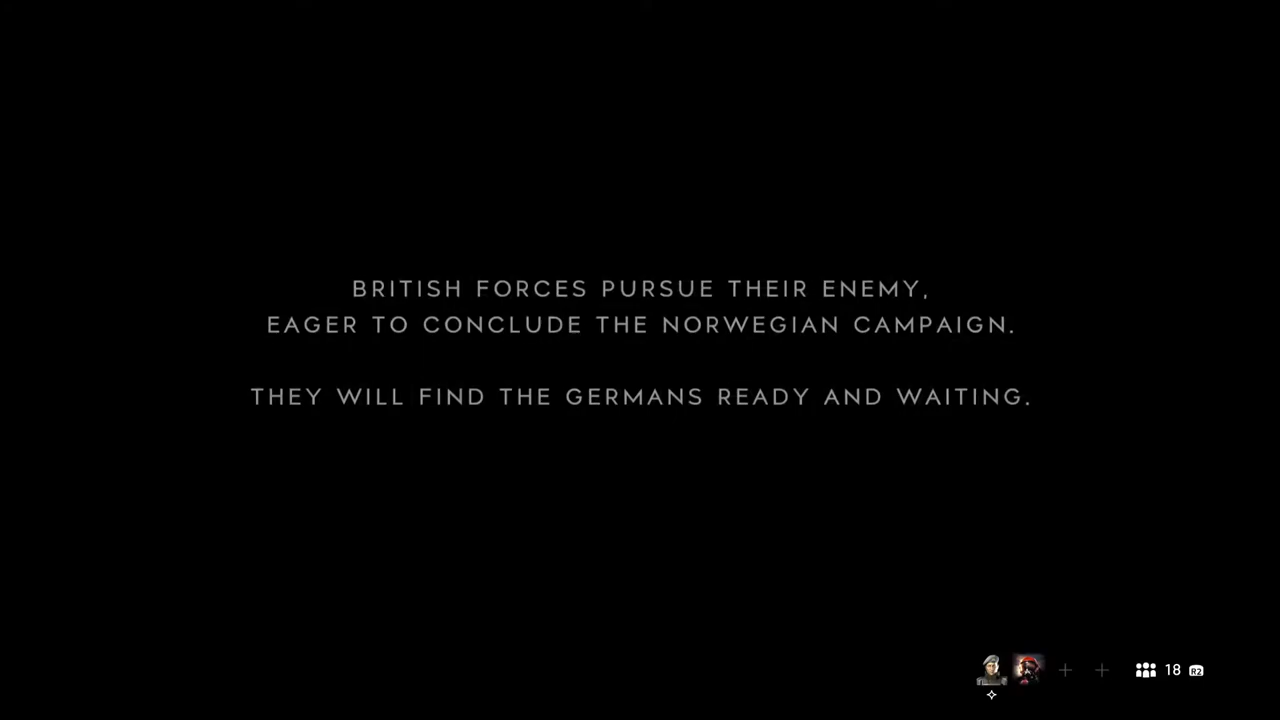 BRITISH FORCES PURSUE THEIR ENEMY,
EAGER TO CONCLUDE THE NORWEGIAN CAMPAIGN.
THEY WILL FIND THE GERMANS READY AND WAITING.
18 R2